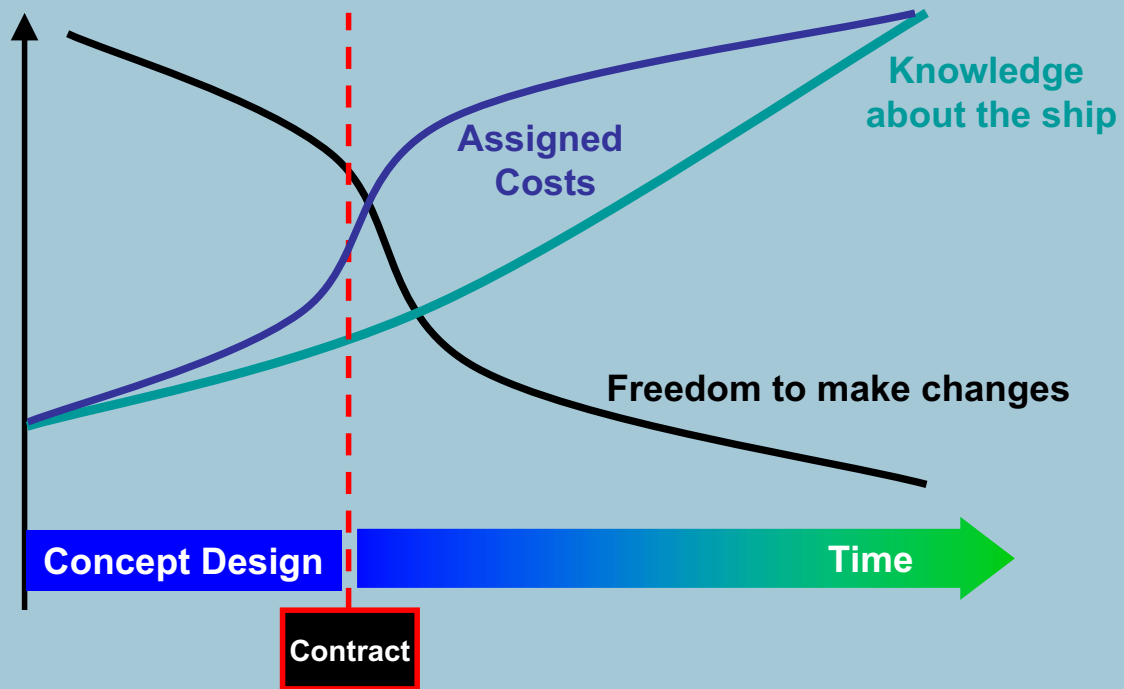 Knowledge
about the ship
Assigned
Costs
Freedom to make changes
Concept Design
Time
Contract